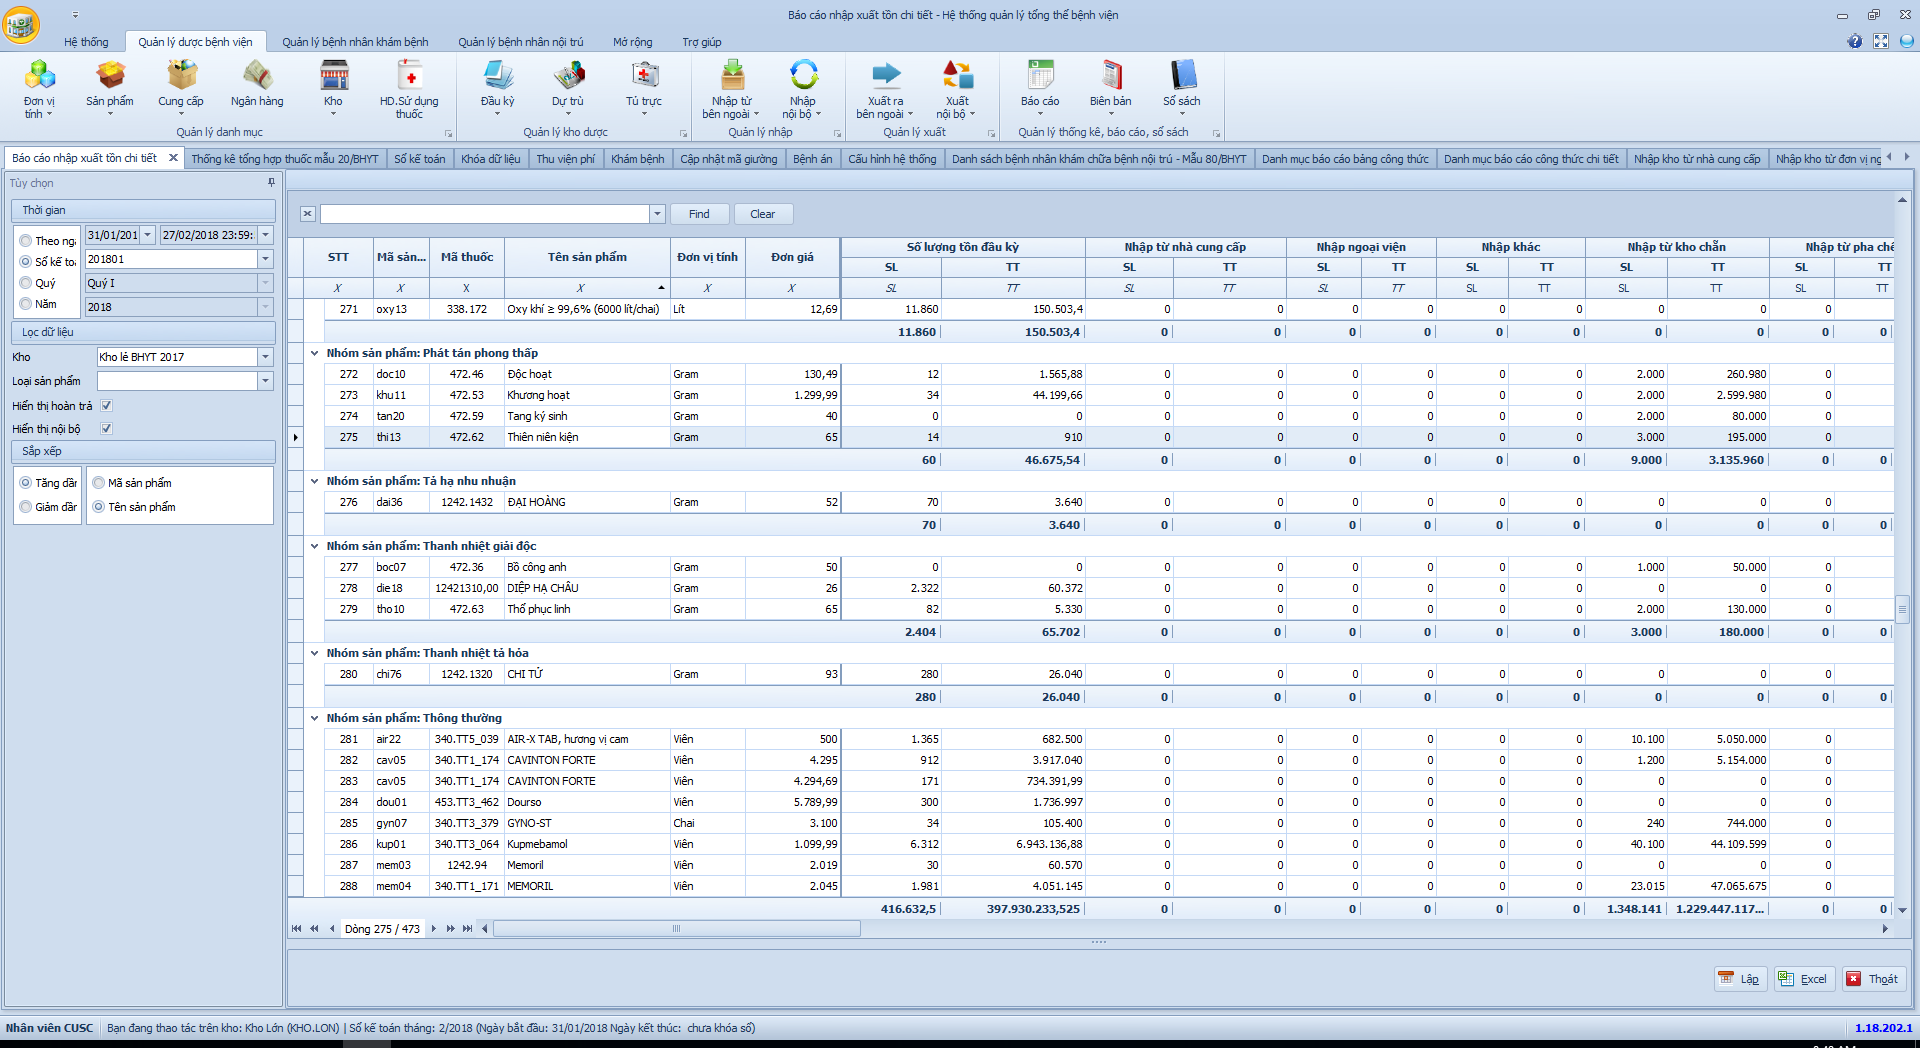 Báo cáo nhập xuất tồn chi tiết - Hệ thống quản lý tổng thể bệnh viện
Hệ thống	Quản lý dược bệnh viện	Quản lý bệnh nhân khám bệnh	Quản lý bệnh nhân nội trú	Mở rộng	Trợ giúp
Đơn vị tính	Sản phẩm	Cung cấp	Ngân hàng	Kho	HD.Sử dụng thuốc	Đầu kỳ	Dự trù	Tủ trực	Nhập từ bên ngoài	Nhập nội bộ	Xuất ra bên ngoài	Xuất nội bộ	Báo cáo	Biên bản	Sổ sách
Quản lý danh mục	Quản lý kho dược	Quản lý nhập	Quản lý xuất	Quản lý thống kê, báo cáo, sổ sách
Báo cáo nhập xuất tồn chi tiết	Thống kê tổng hợp thuốc mẫu 20/BHYT	Sổ kế toán	Khóa dữ liệu	Thu viện phí	Khám bệnh	Cập nhật mã giường	Bệnh án	Cấu hình hệ thống	Danh sách bệnh nhân khám chữa bệnh nội trú - Mẫu 80/BHYT	Danh mục báo cáo bảng công thức	Danh mục báo cáo công thức chi tiết	Nhập kho từ nhà cung cấp	Nhập kho từ đơn vị ng
Tùy chọn
Thời gian
Theo ngà	31/01/201	27/02/2018 23:59:
Sổ kế toá	201801
Quý	Quý I
Năm	2018
Lọc dữ liệu
Kho	Kho lẻ BHYT 2017
Loại sản phẩm
Hiển thị hoàn trả
Hiển thị nội bộ
Sắp xếp
Tăng dần	Mã sản phẩm
Giảm dần	Tên sản phẩm
Find	Clear
STT	Mã sản...	Mã thuốc	Tên sản phẩm	Đơn vị tính	Đơn giá	Số lượng tồn đầu kỳ	Nhập từ nhà cung cấp	Nhập ngoại viện	Nhập khác	Nhập từ kho chẵn	Nhập từ pha chế
SL	TT	SL	TT	SL	TT	SL	TT	SL	TT	SL	TT
X	X	X	X	X	X	SL	TT	SL	TT	SL	TT	SL	TT	SL	TT	SL	TT
271	oxy13	338.172	Oxy khí ≥ 99,6% (6000 lít/chai)	Lít	12,69	11.860	150.503,4	0	0	0	0	0	0	0	0	0
11.860	150.503,4	0	0	0	0	0	0	0	0	0	0
Nhóm sản phẩm: Phát tán phong thấp
272	doc10	472.46	Độc hoạt	Gram	130,49	12	1.565,88	0	0	0	0	0	0	2.000	260.980	0
273	khu11	472.53	Khương hoạt	Gram	1.299,99	34	44.199,66	0	0	0	0	0	0	2.000	2.599.980	0
274	tan20	472.59	Tang ký sinh	Gram	40	0	0	0	0	0	0	0	0	2.000	80.000	0
275	thi13	472.62	Thiên niên kiện	Gram	65	14	910	0	0	0	0	0	0	3.000	195.000	0
60	46.675,54	0	0	0	0	0	0	9.000	3.135.960	0	0
Nhóm sản phẩm: Tả hạ nhu nhuận
276	dai36	1242.1432	ĐẠI HOÀNG	Gram	52	70	3.640	0	0	0	0	0	0	0	0	0
70	3.640	0	0	0	0	0	0	0	0	0	0
Nhóm sản phẩm: Thanh nhiệt giải độc
277	boc07	472.36	Bồ công anh	Gram	50	0	0	0	0	0	0	0	0	1.000	50.000	0
278	die18	12421310,00	DIỆP HẠ CHÂU	Gram	26	2.322	60.372	0	0	0	0	0	0	0	0	0
279	tho10	472.63	Thổ phục linh	Gram	65	82	5.330	0	0	0	0	0	0	2.000	130.000	0
2.404	65.702	0	0	0	0	0	0	3.000	180.000	0	0
Nhóm sản phẩm: Thanh nhiệt tả hỏa
280	chi76	1242.1320	CHI TỬ	Gram	93	280	26.040	0	0	0	0	0	0	0	0	0
280	26.040	0	0	0	0	0	0	0	0	0	0
Nhóm sản phẩm: Thông thường
281	air22	340.TT5_039	AIR-X TAB, hương vị cam	Viên	500	1.365	682.500	0	0	0	0	0	0	10.100	5.050.000	0
282	cav05	340.TT1_174	CAVINTON FORTE	Viên	4.295	912	3.917.040	0	0	0	0	0	0	1.200	5.154.000	0
283	cav05	340.TT1_174	CAVINTON FORTE	Viên	4.294,69	171	734.391,99	0	0	0	0	0	0	0	0	0
284	dou01	453.TT3_462	Dourso	Viên	5.789,99	300	1.736.997	0	0	0	0	0	0	0	0	0
285	gyn07	340.TT3_379	GYNO-ST	Chai	3.100	34	105.400	0	0	0	0	0	0	240	744.000	0
286	kup01	340.TT3_064	Kupmebamol	Viên	1.099,99	6.312	6.943.136,88	0	0	0	0	0	0	40.100	44.109.599	0
287	mem03	1242.94	Memoril	Viên	2.019	30	60.570	0	0	0	0	0	0	0	0	0
288	mem04	340.TT1_171	MEMORIL	Viên	2.045	1.981	4.051.145	0	0	0	0	0	0	23.015	47.065.675	0
416.632,5	397.930.233,525	0	0	0	0	0	0	1.348.141	1.229.447.117...	0	0
Dòng 275 / 473
Lập	Excel	Thoát
Nhân viên CUSC	Bạn đang thao tác trên kho: Kho Lớn (KHO.LON) | Sổ kế toán tháng: 2/2018 (Ngày bắt đầu: 31/01/2018 Ngày kết thúc: chưa khóa sổ)	1.18.202.1